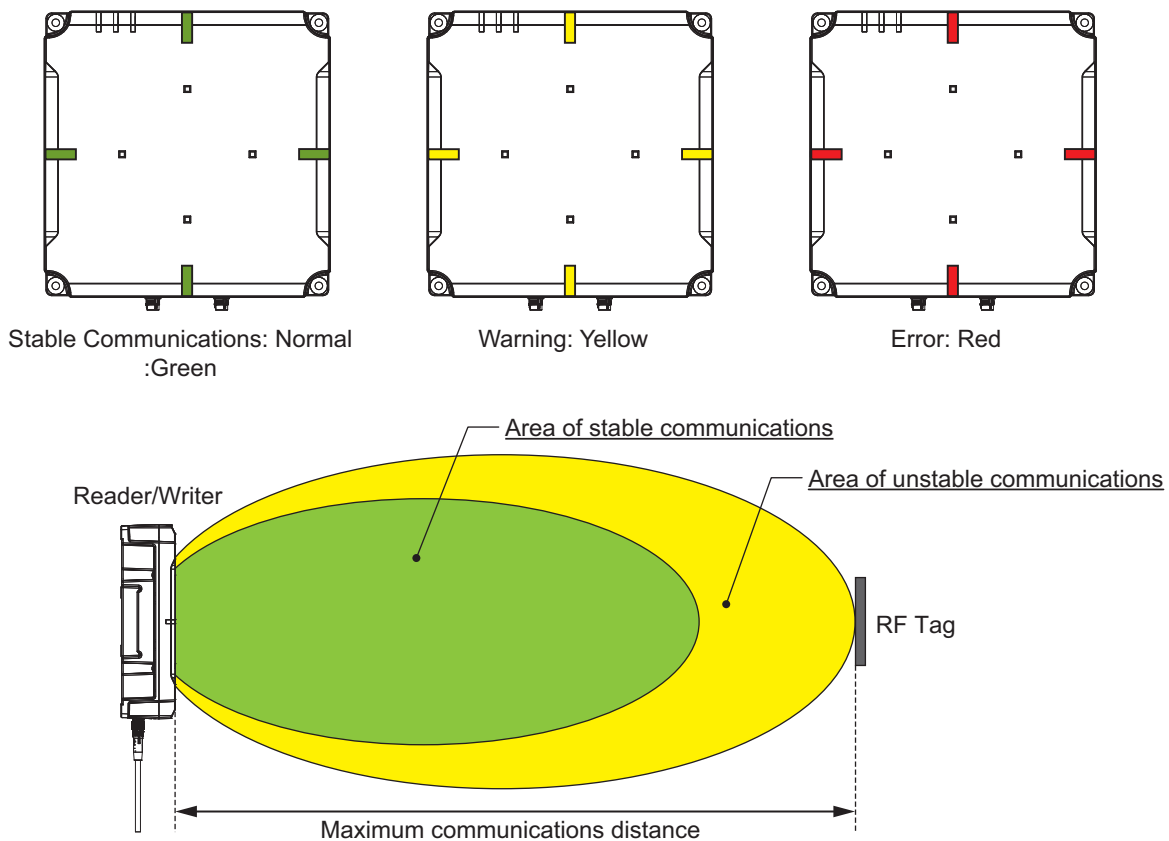 Stable Communications: Normal
:Green
Warning: Yellow
Error: Red
Area of stable communications
Area of unstable communications
Reader/Writer
RF Tag
Maximum communications distance